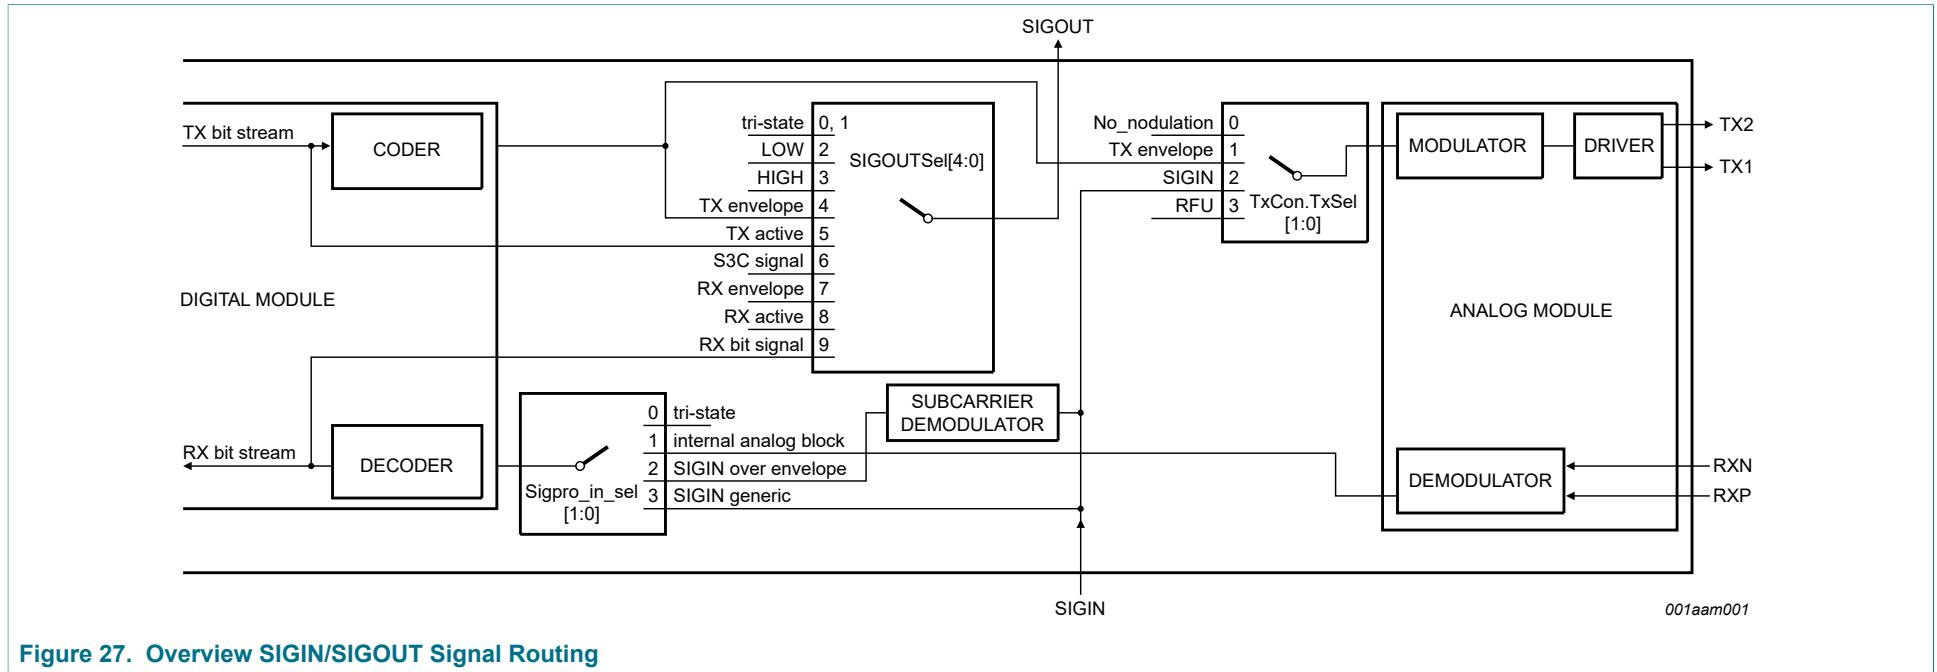 SIGOUT
TX bit stream
CODER
tri-state 0, 1
LOW 2
HIGH 3
TX envelope 4
TX active 5
S3C signal 6
RX envelope 7
RX active 8
RX bit signal 9
SIGOUTSel[4:0]
No_nodulation 0
TX envelope 1
SIGIN 2
RFU 3
TxCon.TxSel
[1:0]
MODULATOR
DRIVER
TX2
TX1
DIGITAL MODULE
ANALOG MODULE
SUBCARRIER
DEMODULATOR
0 tri-state
1 internal analog block
2 SIGIN over envelope
3 SIGIN generic
Sigpro_in_sel
[1:0]
RX bit stream
DECODER
DEMODULATOR
RXN
RXP
SIGIN
001aam001
Figure 27. Overview SIGIN/SIGOUT Signal Routing